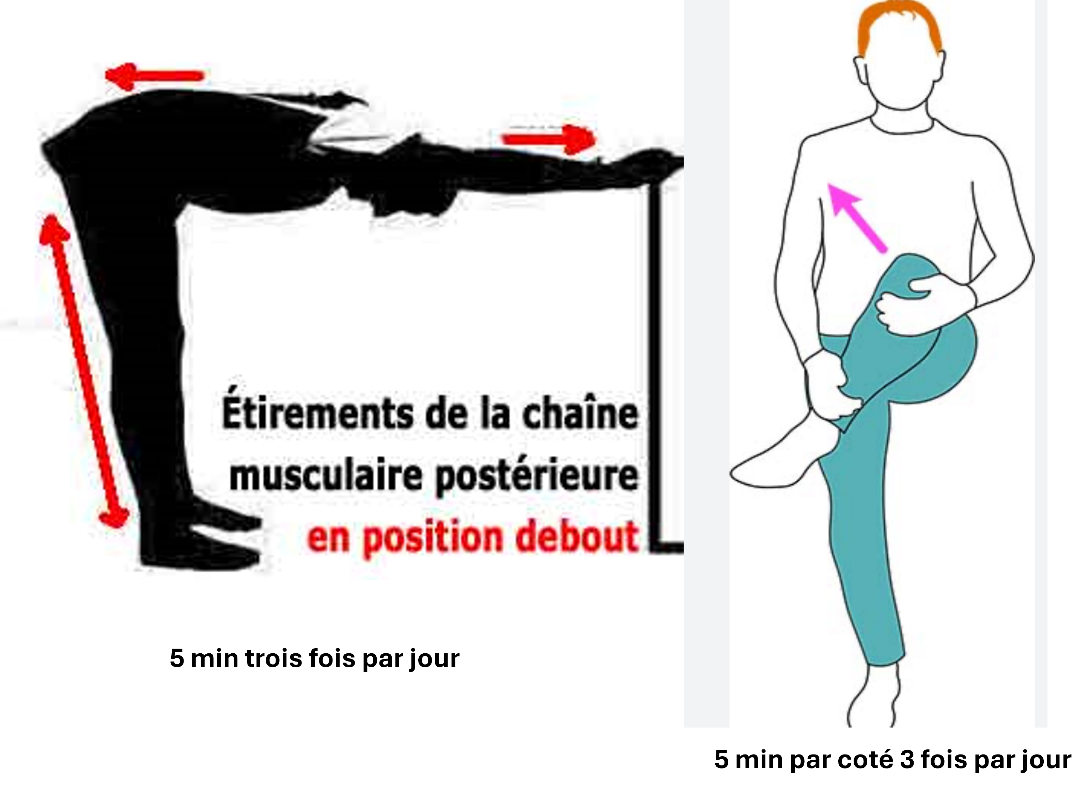 Étirements de la chaîne
musculaire postérieure
en position debout
5 min trois fois par jour
5 min par coté 3 fois par jour